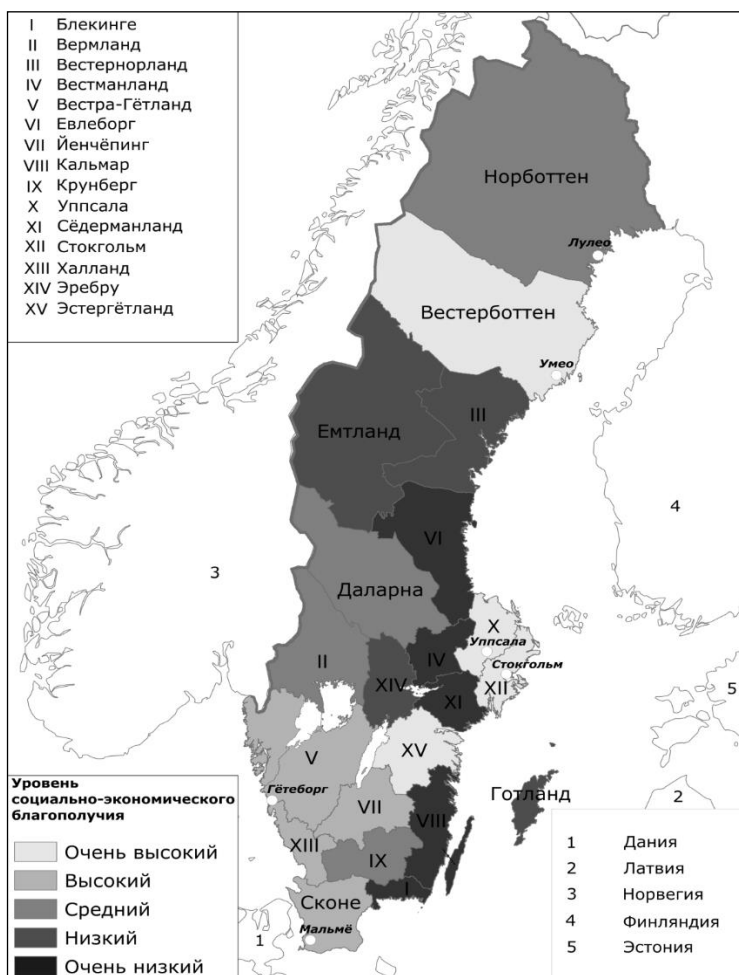 I Блекинге
II Вермланд
III Вестернорланд
IV Вестманланд
V Вестра-Гётланд
VI Евлеборг
VII Йенчёпинг
VIII Кальмар
IX Крунберг
X Уппсала
XI Сёдерманланд
XII Стокгольм
XIII Халланд
XIV Эребру
XV Эстергётланд
Норботтен
Лулео
Вестерботтен
Умео
III
Емтланд
4
VI
3
Даларна
X
Уппсала
IV
Стокгольм
II
XIV
XII
XI
5
XV
V
Готланд
2
Гётеборг
VII
VIII
XIII
IX
I
Сконе
Мальмё
1
Уровень
социально-экономического
благополучия
Очень высокий
Высокий
Средний
Низкий
Очень низкий
1 Дания
2 Латвия
3 Норвегия
4 Финляндия
5 Эстония